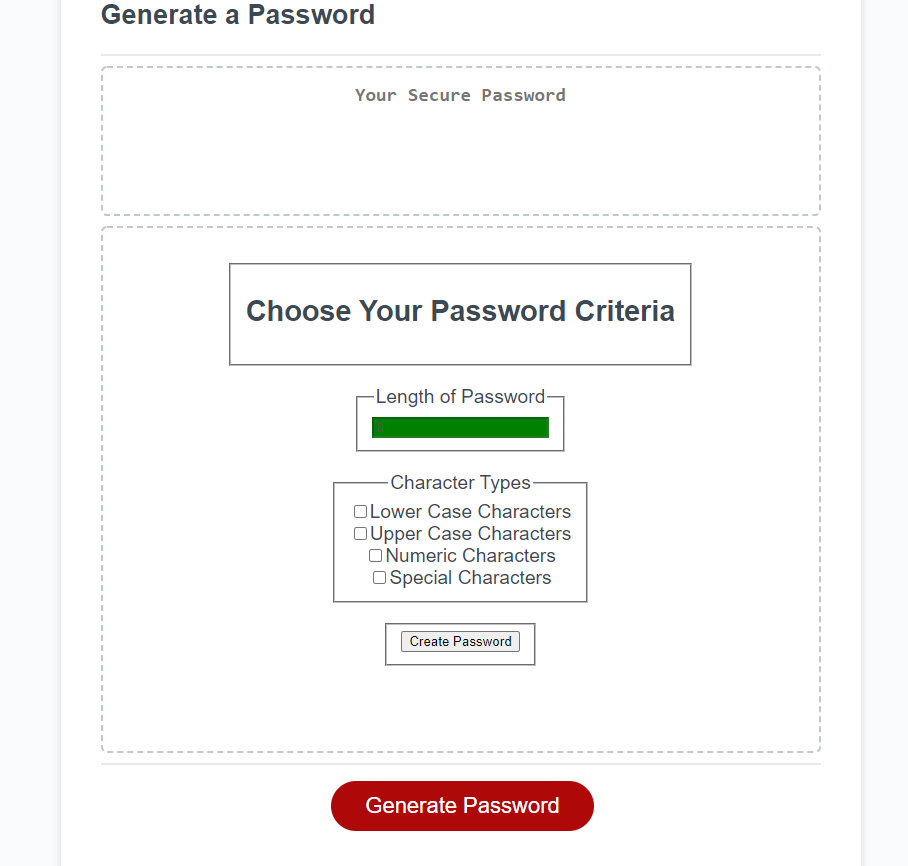 Generate a Password
Your Secure Password
Choose Your Password Criteria
Length of Password
Character Types
Lower Case Characters
Upper Case Characters
Numeric Characters
Special Characters
Create Password
Generate Password